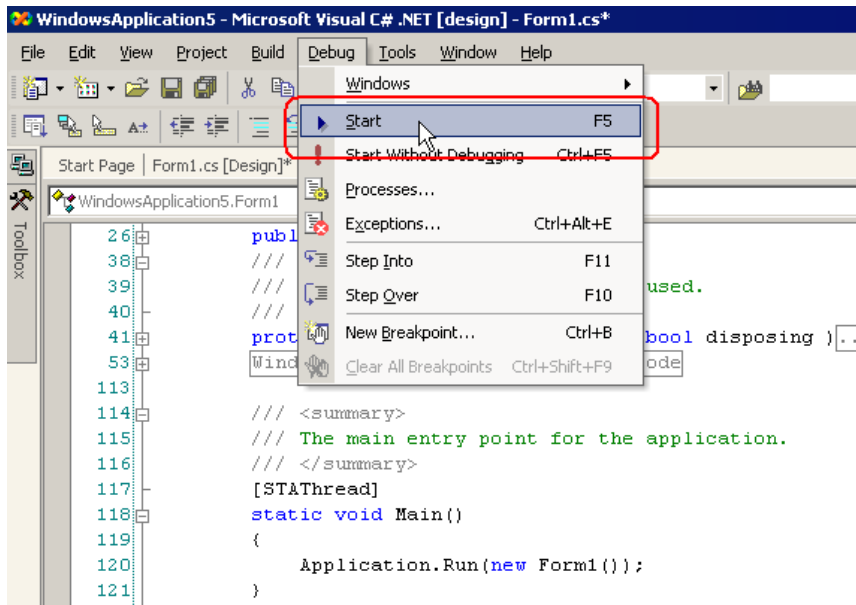 WindowsApplication5 - Microsoft Visual C# .NET [design] - Form1.cs*
File Edit View Project Build Debug Tools Window Help
Windows
Start F5
Start Without Debugging Ctrl+F5
Start Page Form1.cs [Design]*
Processes...
WindowsApplication5.Form1
Exceptions... Ctrl+Alt+E
Toolbox
26 publ
38 ///
Step Into F11
39 /// used.
Step Over F10
40 ///
41 prot bool disposing )..
New Breakpoint... Ctrl+B
53 Wind ode
Clear All Breakpoints Ctrl+Shift+F9
113
114 /// <summary>
115 /// The main entry point for the application.
116 /// </summary>
117 [STAThread]
118 static void Main()
119 {
120 Application.Run(new Form1());
121 }